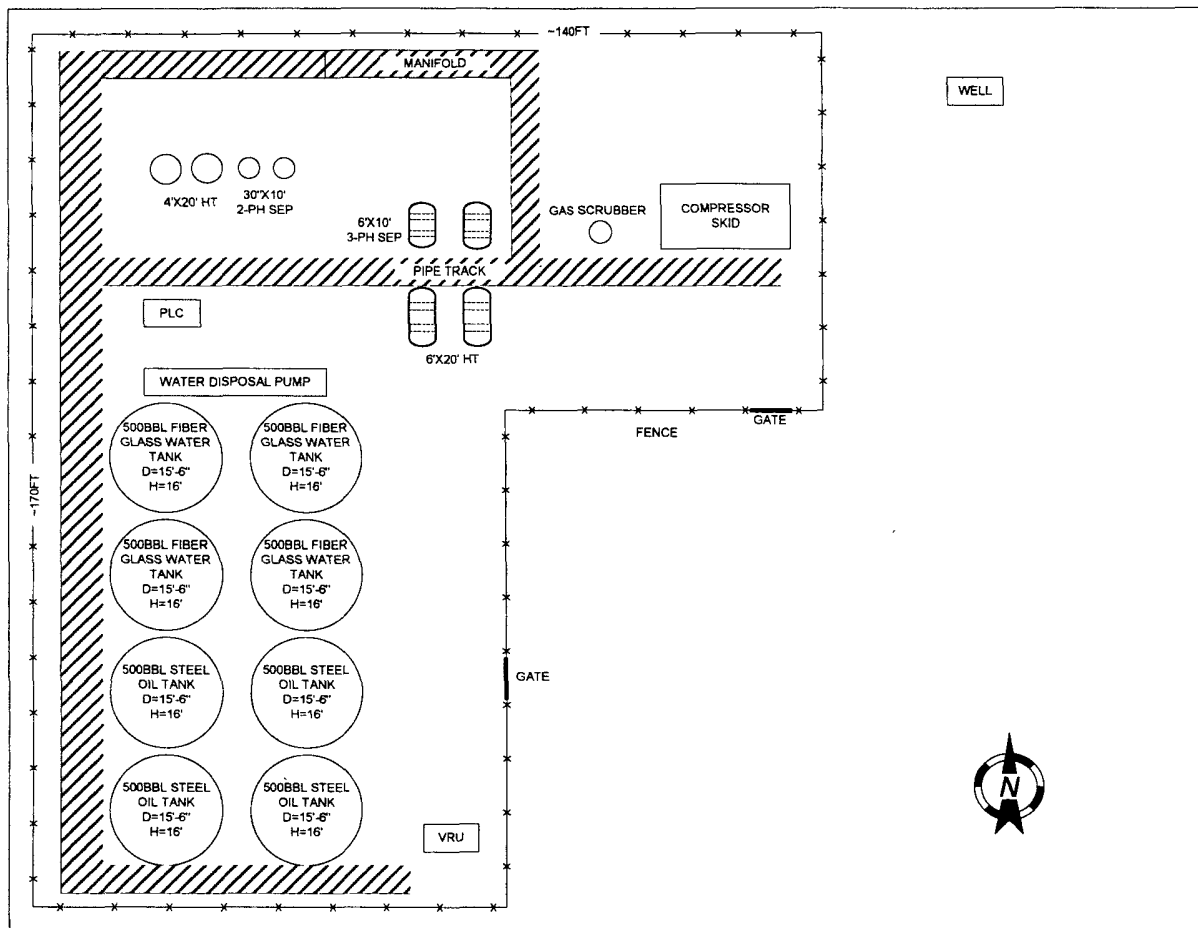 ~140FT
MANIFOLD
WELL
4'X20' HT
30"X10'
2-PH SEP
6'X10'
3-PH SEP
GAS SCRUBBER
COMPRESSOR
SKID
PIPE TRACK
PLC
6'X20' HT
WATER DISPOSAL PUMP
500BBL FIBER
GLASS WATER
TANK
D=15'-6"
H=16'
500BBL FIBER
GLASS WATER
TANK
D=15'-6"
H=16'
FENCE
GATE
~170FT
500BBL FIBER
GLASS WATER
TANK
D=15'-6"
H=16'
500BBL FIBER
GLASS WATER
TANK
D=15'-6"
H=16'
500BBL STEEL
OIL TANK
D=15'-6"
H=16'
500BBL STEEL
OIL TANK
D=15'-6"
H=16'
GATE
500BBL STEEL
OIL TANK
D=15'-6"
H=16'
500BBL STEEL
OIL TANK
D=15'-6"
H=16'
VRU
N